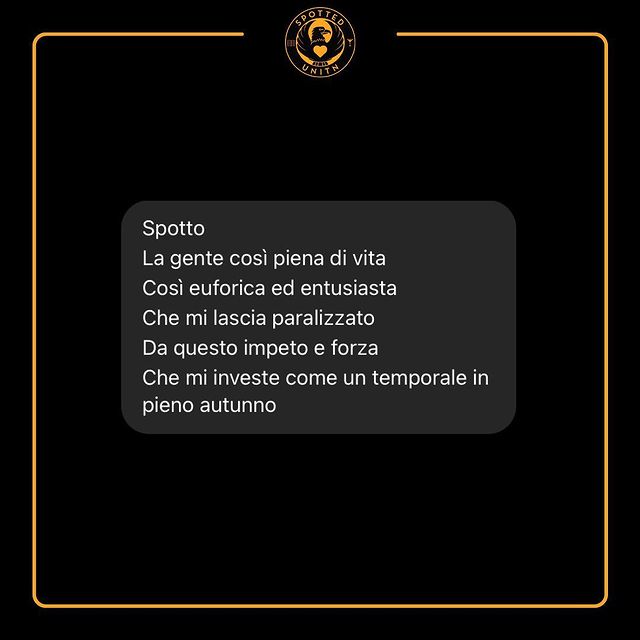 SPOTTED
UNITN
Spotto
La gente così piena di vita
Così euforica ed entusiasta
Che mi lascia paralizzato
Da questo impeto e forza
Che mi investe come un temporale in
pieno autunno